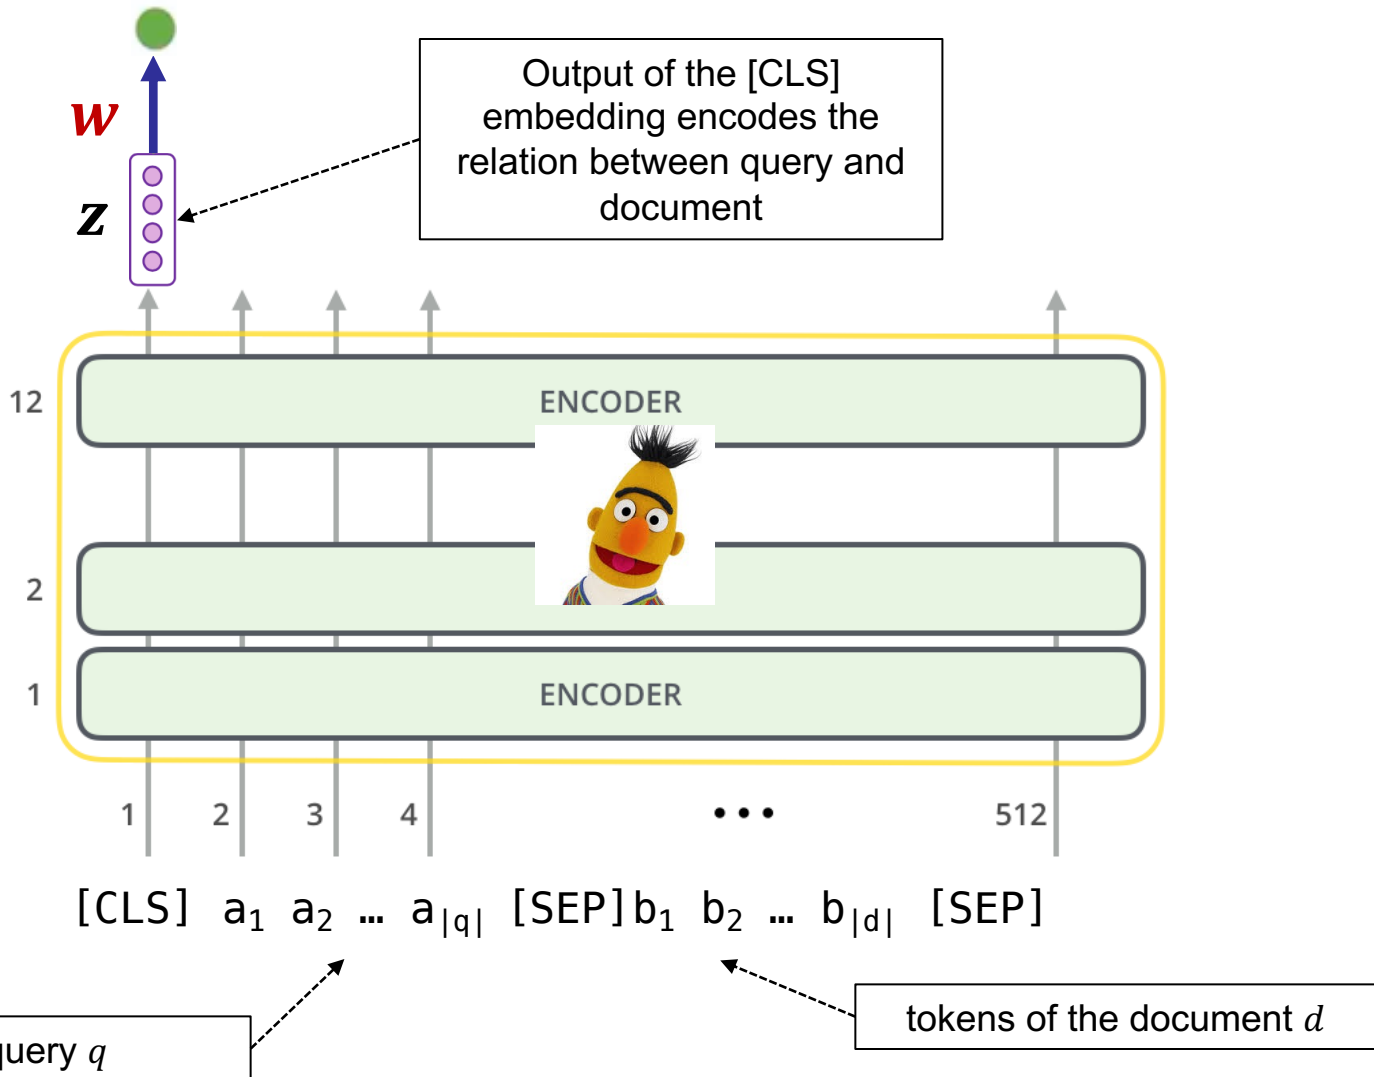 w
z
Output of the [CLS]
embedding encodes the
relation between query and
document
12
ENCODER
2
1
ENCODER
1 2 3 4 ••• 512
[CLS] a1 a2 … a|q| [SEP] b1 b2 … b|d| [SEP]
query q
tokens of the document d